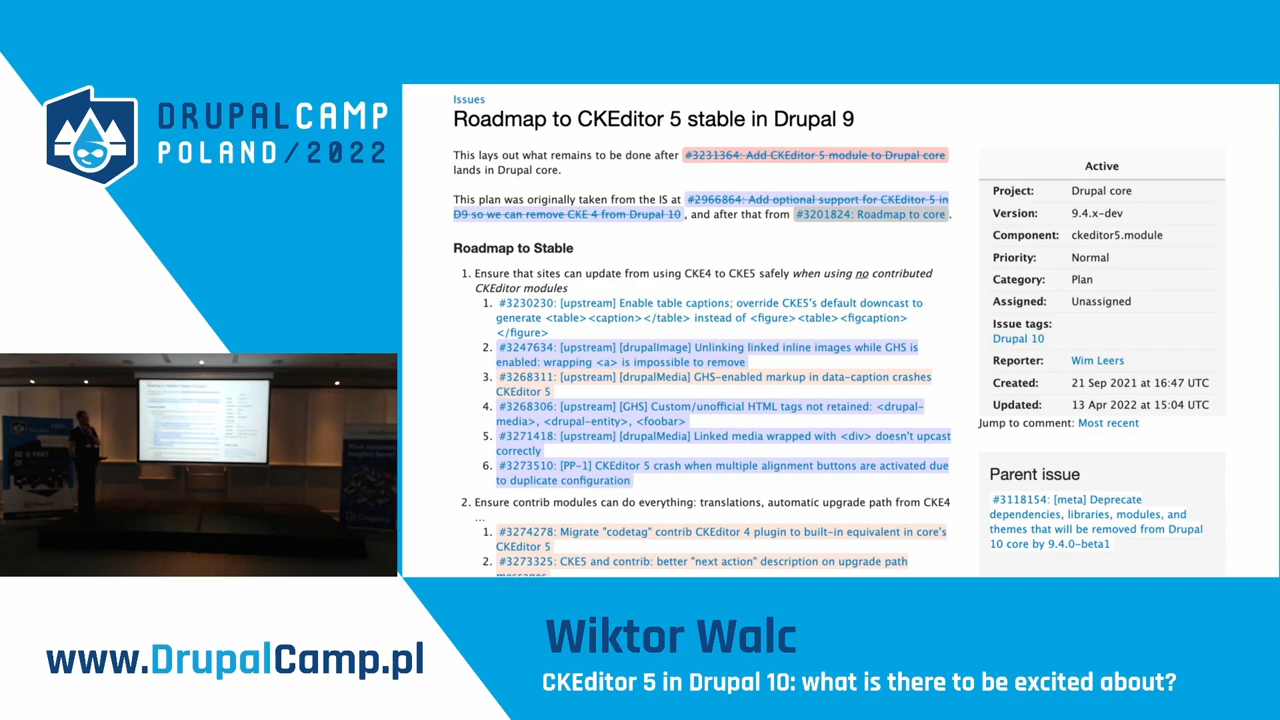 DRUPALCAMP
POLAND/2022
Issues
Roadmap to CKEditor 5 stable in Drupal 9
This lays out what remains to be done after #3231364: Add CKEditor 5 module to Drupal core
lands in Drupal core.
This plan was originally taken from the IS at #2966864: Add optional support for CKEditor 5 in
D9 so we can remove CKE 4 from Drupal 10 , and after that from #3201824: Roadmap to core .
Roadmap to Stable
1. Ensure that sites can update from using CKE4 to CKE5 safely when using no contributed
CKEditor modules
1. #3230230: [upstream] Enable table captions; override CKE5's default downcast to
generate <table><caption></table> instead of <figure><table><figcaption>
</figure>
2. #3247634: [upstream] [drupalImage] Unlinking linked inline images while GHS is
enabled: wrapping <a> is impossible to remove
3. #3268311: [upstream] [drupalMedia] GHS-enabled markup in data-caption crashes
CKEditor 5
4. #3268306: [upstream] [GHS] Custom/unofficial HTML tags not retained: <drupal-
media>, <drupal-entity>, <foobar>
5. #3271418: [upstream] [drupalMedia] Linked media wrapped with <div> doesn't upcast
correctly
6. #3273510: [PP-1] CKEditor 5 crash when multiple alignment buttons are activated due
to duplicate configuration
2. Ensure contrib modules can do everything: translations, automatic upgrade path from CKE4
...
1. #3274278: Migrate "codetag" contrib CKEditor 4 plugin to built-in equivalent in core's
CKEditor 5
2. #3273325: CKE5 and contrib: better "next action" description on upgrade path
Active
Project: Drupal core
Version: 9.4.x-dev
Component: ckeditor5.module
Priority: Normal
Category: Plan
Assigned: Unassigned
Issue tags:
Drupal 10
Reporter: Wim Leers
Created: 21 Sep 2021 at 16:47 UTC
Updated: 13 Apr 2022 at 15:04 UTC
Jump to comment: Most recent
Parent issue
#3118154: [meta] Deprecate
dependencies, libraries, modules, and
themes that will be removed from Drupal
10 core by 9.4.0-beta1
www.DrupalCamp.pl
Wiktor Walc
CKEditor 5 in Drupal 10: what is there to be excited about?